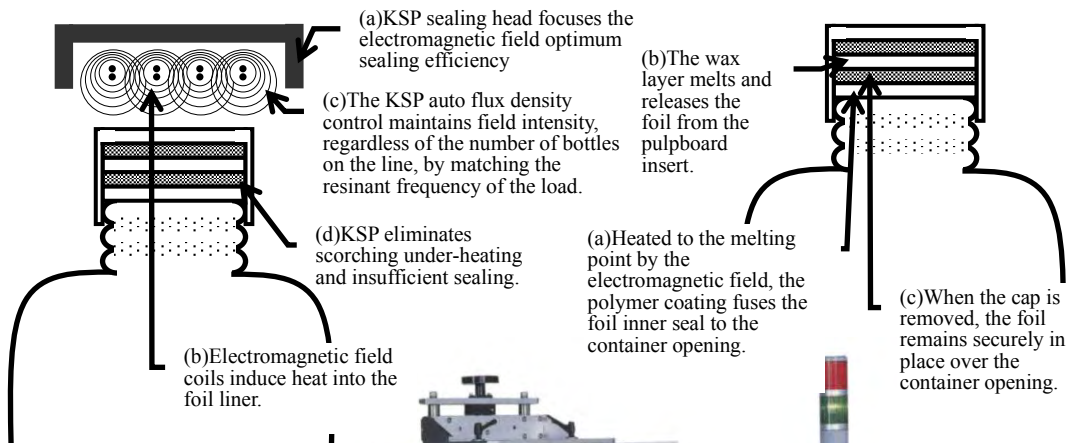 (a)KSP sealing head focuses the
electromagnetic field optimum
sealing efficiency
(c)The KSP auto flux density
control maintains field intensity,
regardless of the number of bottles
on the line, by matching the
resinant frequency of the load.
(d)KSP eliminates
scorching under-heating
and insufficient sealing.
(b)Electromagnetic field
coils induce heat into the
foil liner.
(b)The wax
layer melts and
releases the
foil from the
pulpboard
insert.
(a)Heated to the melting
point by the
electromagnetic field, the
polymer coating fuses the
foil inner seal to the
container opening.
(c)When the cap is
removed, the foil
remains securely in
place over the
container opening.